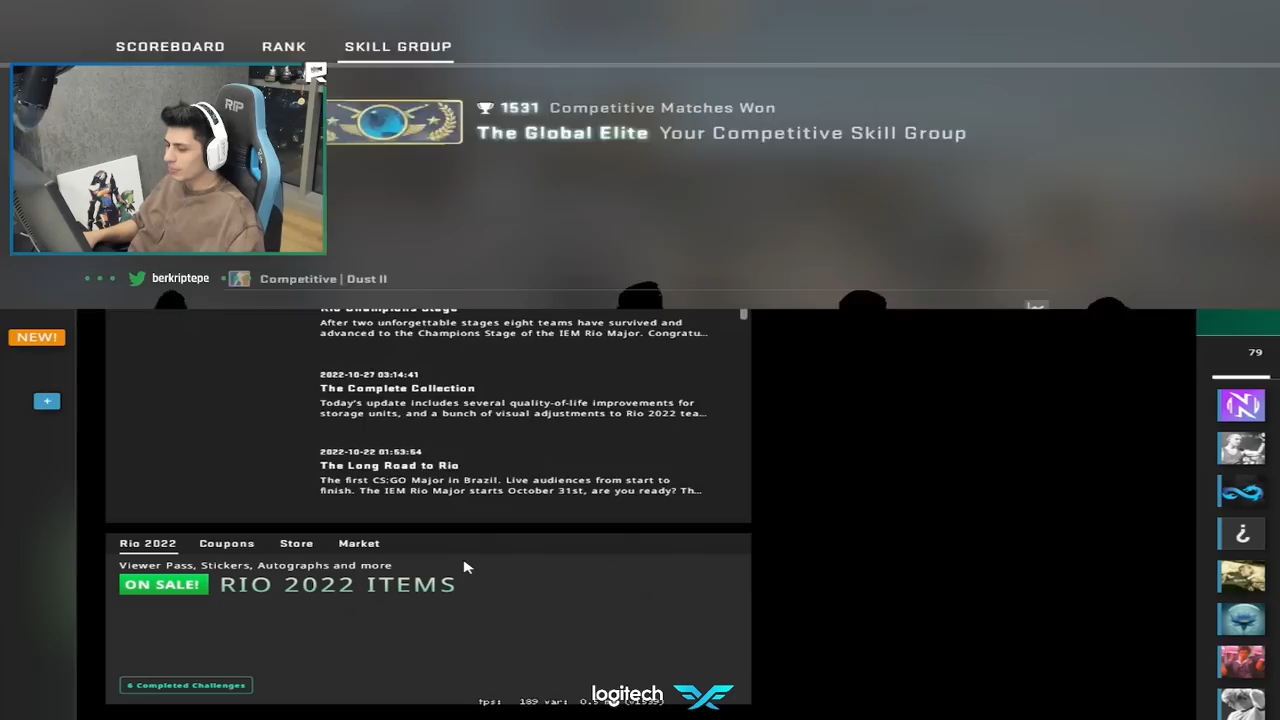 SCOREBOARD
RANK
SKILL GROUP
RIP
1531 Competitive Matches Won
The Global Elite Your Competitive Skill Group
berkriptepe
Competitive | Dust II
NEW!
79
+
Rio Champions Stage
After two unforgettable stages eight teams have survived and
advanced to the Champions Stage of the IEM Rio Major. Congratu...
2022-10-27 03:14:41
The Complete Collection
Today's update includes several quality-of-life improvements for
storage units, and a bunch of visual adjustments to Rio 2022 tea...
2022-10-22 01:53:54
The Long Road to Rio
The first CS:GO Major in Brazil. Live audiences from start to
finish. The IEM Rio Major starts October 31st, are you ready? Th...
Rio 2022
Coupons
Store
Market
Viewer Pass, Stickers, Autographs and more
ON SALE! RIO 2022 ITEMS
6 Completed Challenges
fps: 189 var:
logitech